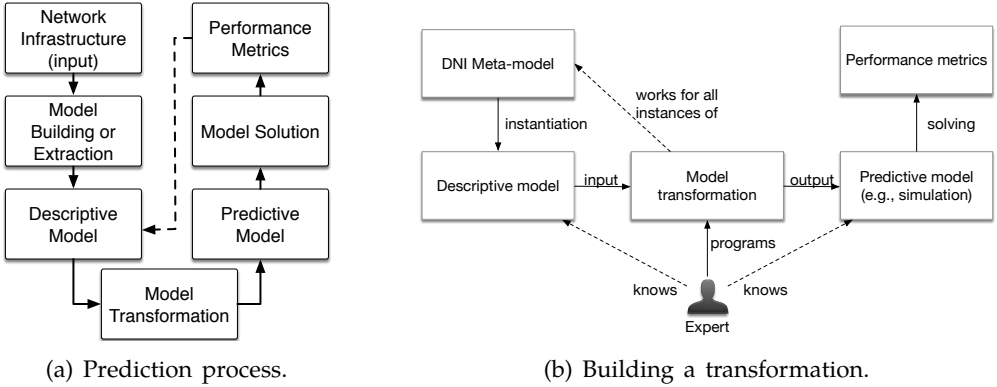 Network
Infrastructure
(input)
Model
Building or
Extraction
Descriptive
Model
Model
Transformation
Predictive
Model
Model Solution
Performance
Metrics
(a) Prediction process.
DNI Meta-model
instantiation
Descriptive model
input
works for all
instances of
Model
transformation
output
Predictive model
(e.g., simulation)
solving
Performance metrics
programs
knows
knows
Expert
(b) Building a transformation.